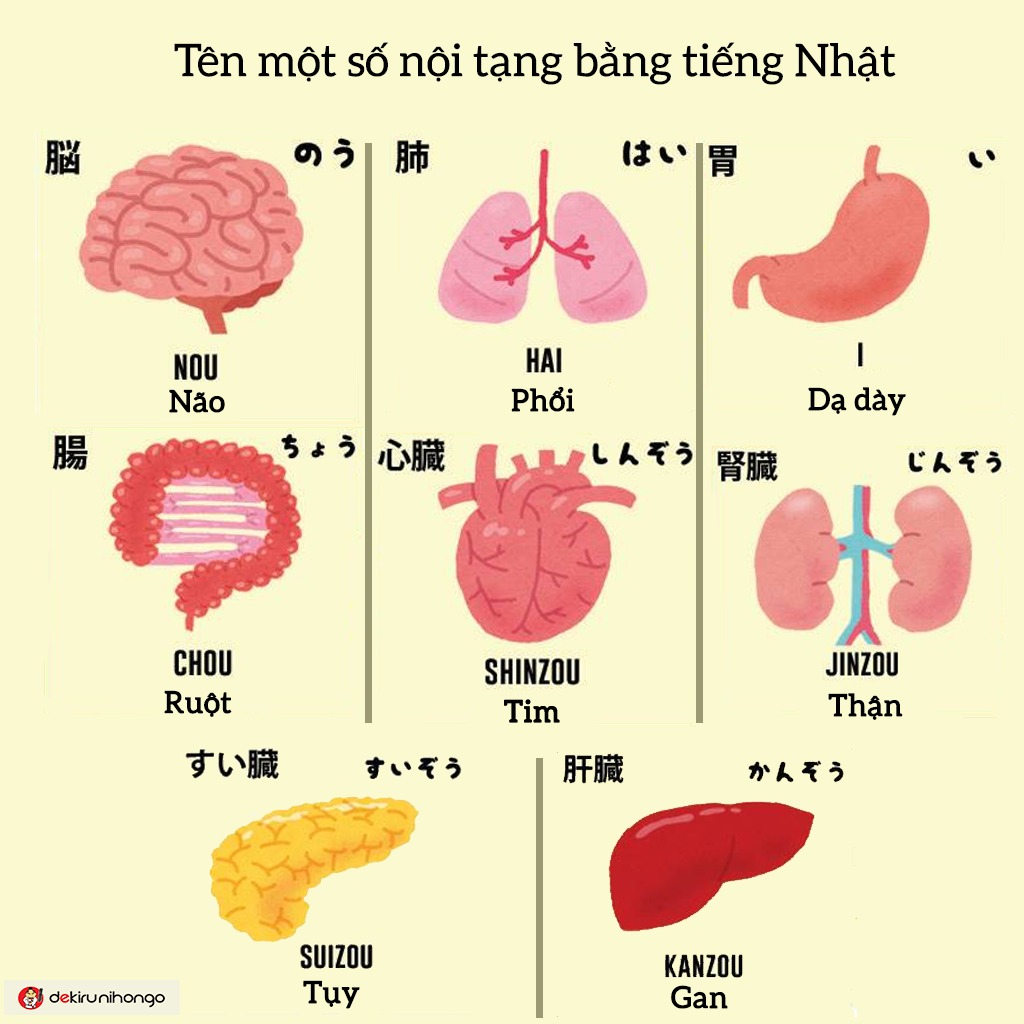 Tên một số nội tạng bằng tiếng Nhật
脳 のう
NOU
Não
肺 はい
HAI
Phổi
胃 い
I
Dạ dày
腸 ちょう
CHOU
Ruột
心臓 しんぞう
SHINZOU
Tim
腎臓 じんぞう
JINZOU
Thận
すい臓 すいぞう
SUIZOU
Tụy
肝臓 かんぞう
KANZOU
Gan
dekirunihongo